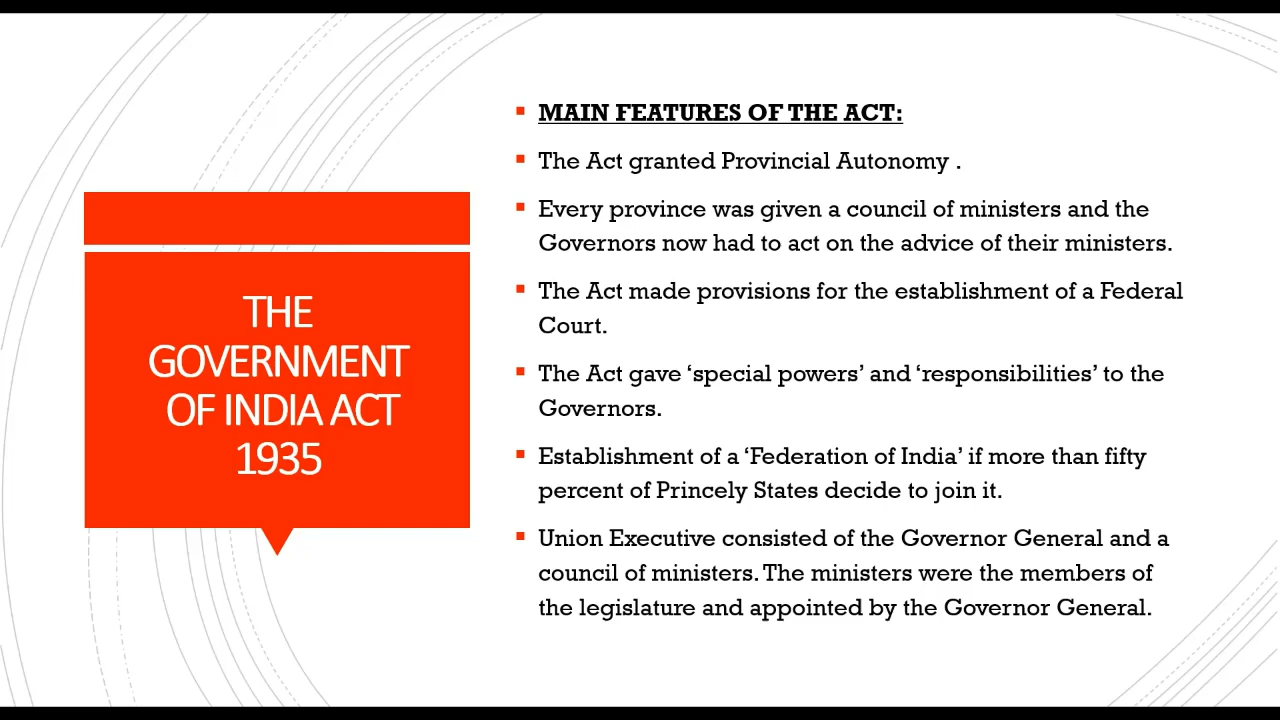 THE
GOVERNMENT
OF INDIA ACT
1935
MAIN FEATURES OF THE ACT:
The Act granted Provincial Autonomy .
Every province was given a council of ministers and the
Governors now had to act on the advice of their ministers.
The Act made provisions for the establishment of a Federal
Court.
The Act gave ‘special powers’ and ‘responsibilities’ to the
Governors.
Establishment of a ‘Federation of India’ if more than fifty
percent of Princely States decide to join it.
Union Executive consisted of the Governor General and a
council of ministers. The ministers were the members of
the legislature and appointed by the Governor General.